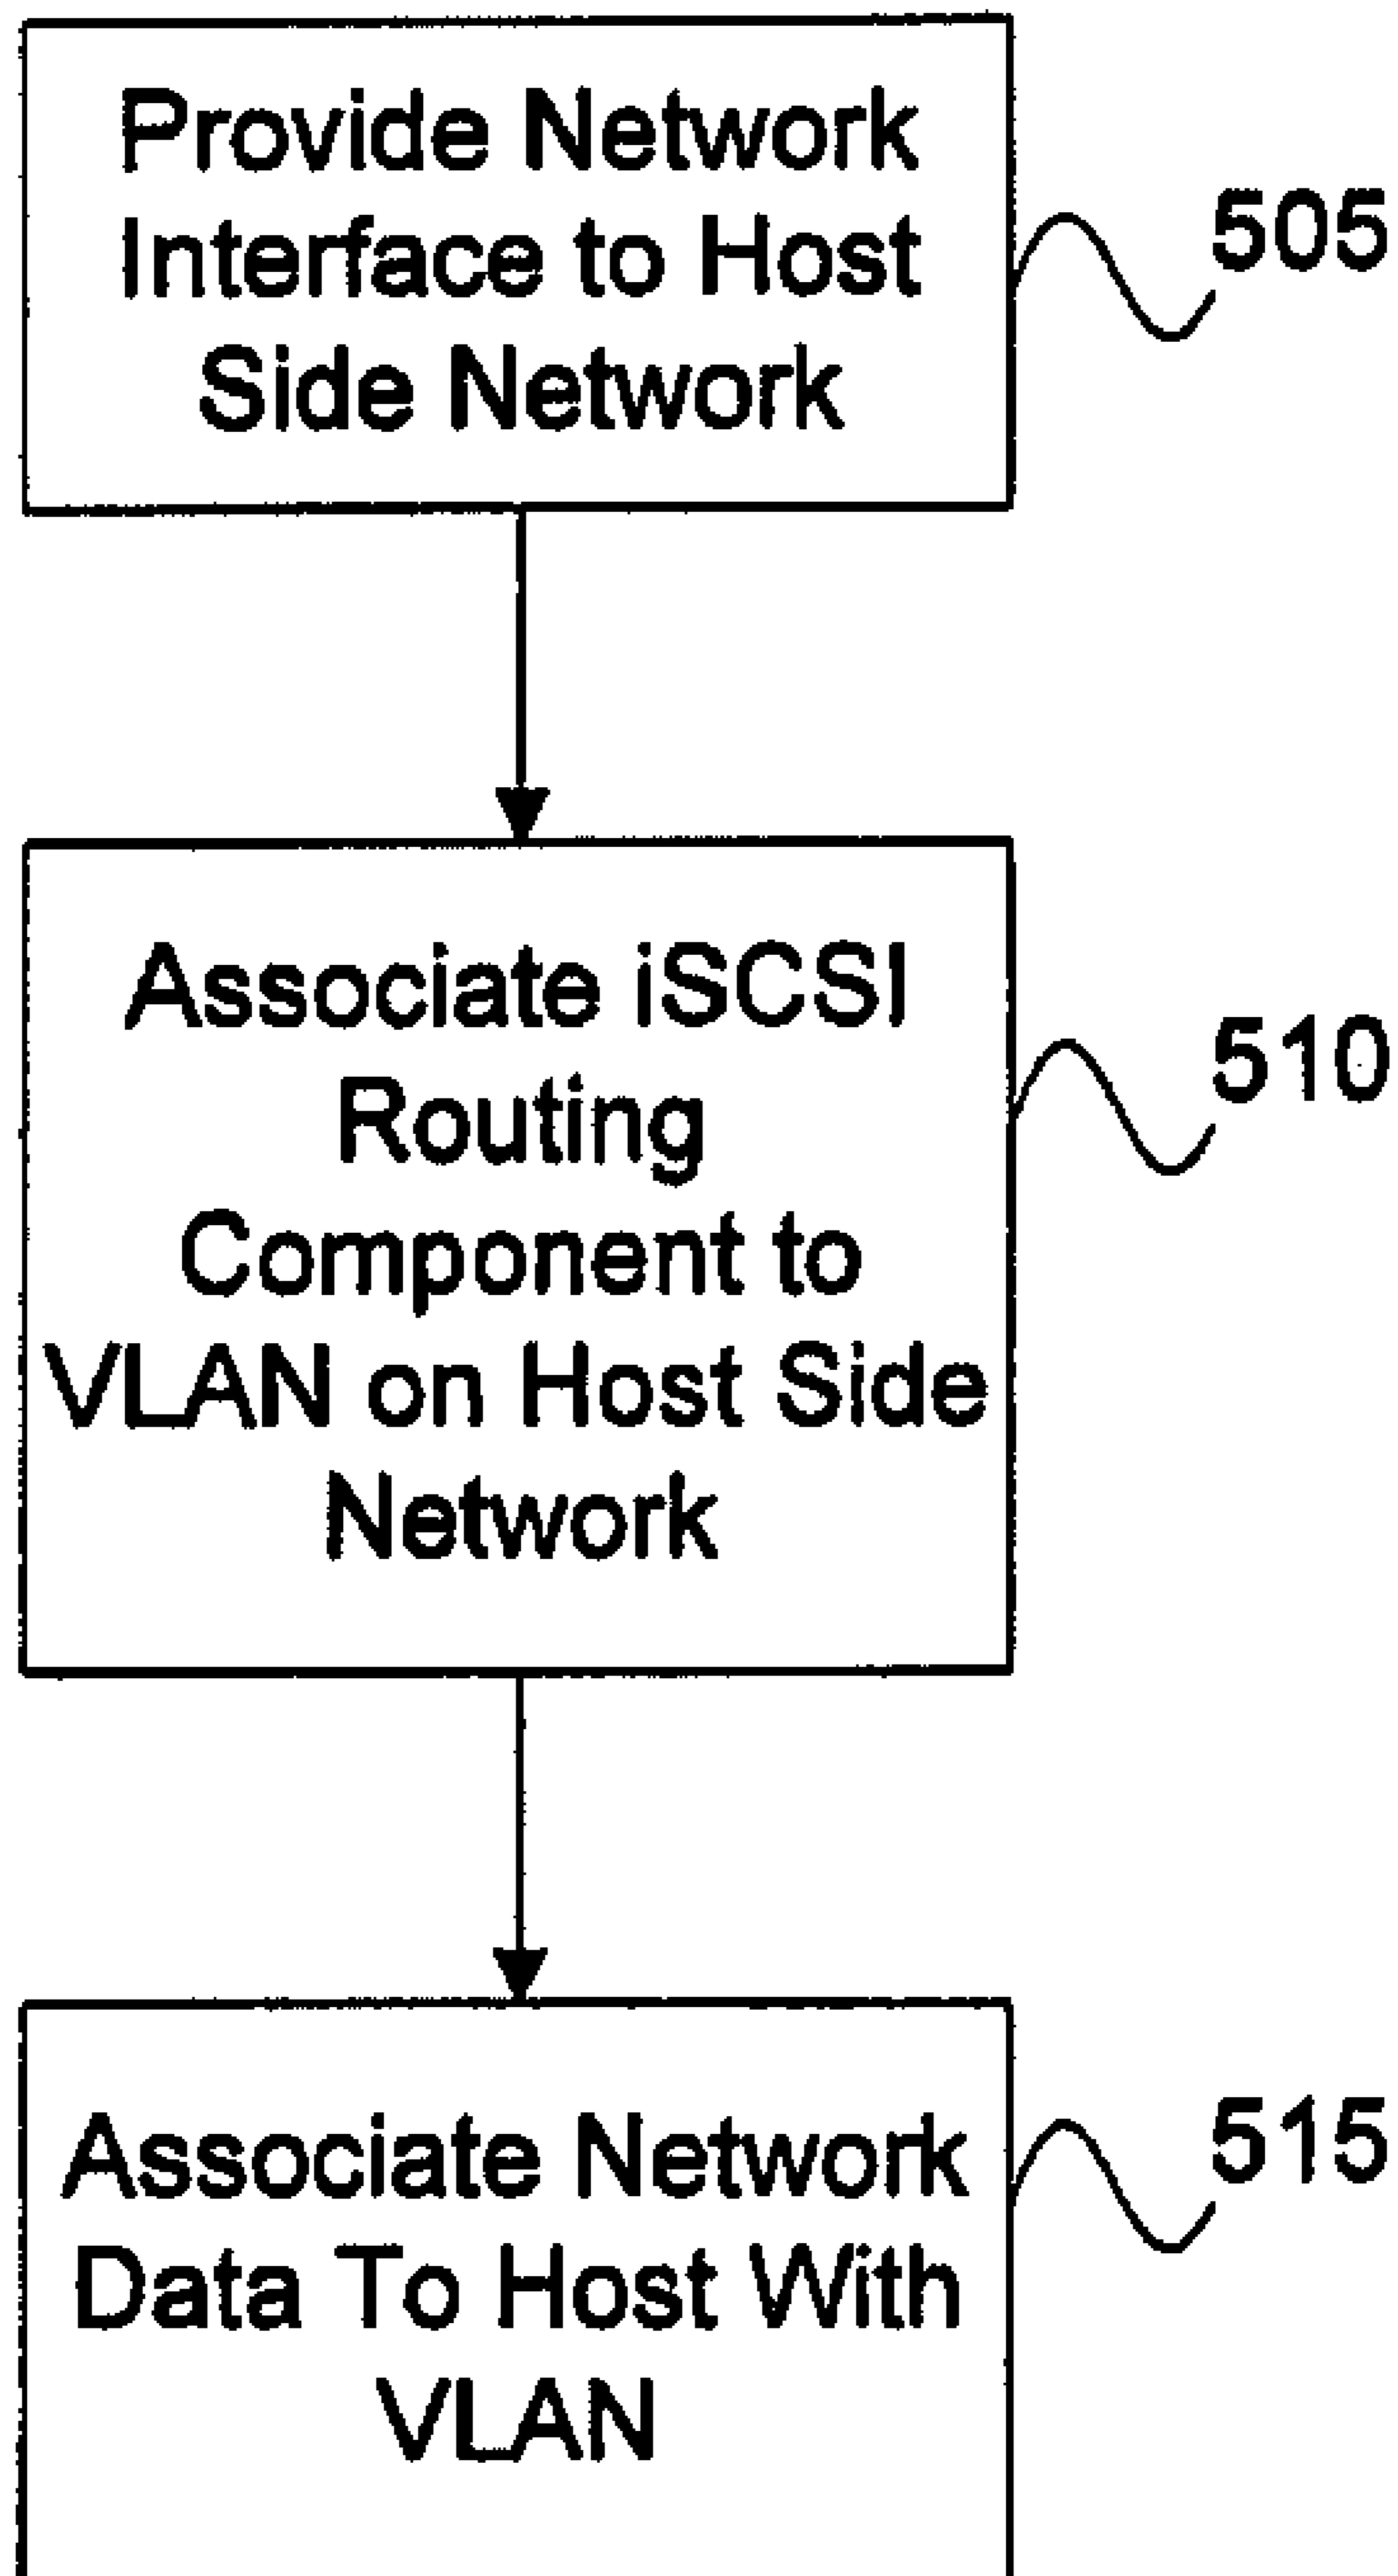 Provide Network
Interface to Host
Side Network
505
Associate iSCSI
Routing
Component to
VLAN on Host Side
Network
510
Associate Network
Data To Host With
VLAN
515